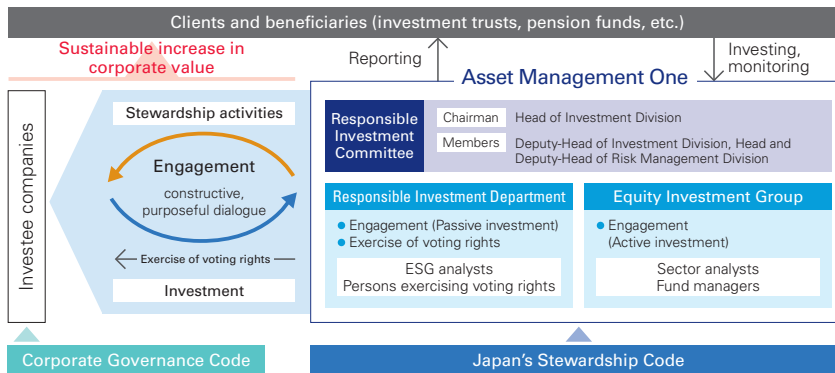 Clients and beneficiaries (investment trusts, pension funds, etc.)
Sustainable increase in
corporate value
Reporting
Investing,
monitoring
Investee companies
Stewardship activities
Engagement
constructive,
purposeful dialogue
Exercise of voting rights
Investment
Asset Management One
Responsible
Investment
Committee
Chairman
Head of Investment Division
Members
Deputy-Head of Investment Division, Head and
Deputy-Head of Risk Management Division
Responsible Investment Department
● Engagement (Passive investment)
● Exercise of voting rights
ESG analysts
Persons exercising voting rights
Equity Investment Group
● Engagement
(Active investment)
Sector analysts
Fund managers
Corporate Governance Code
Japan's Stewardship Code